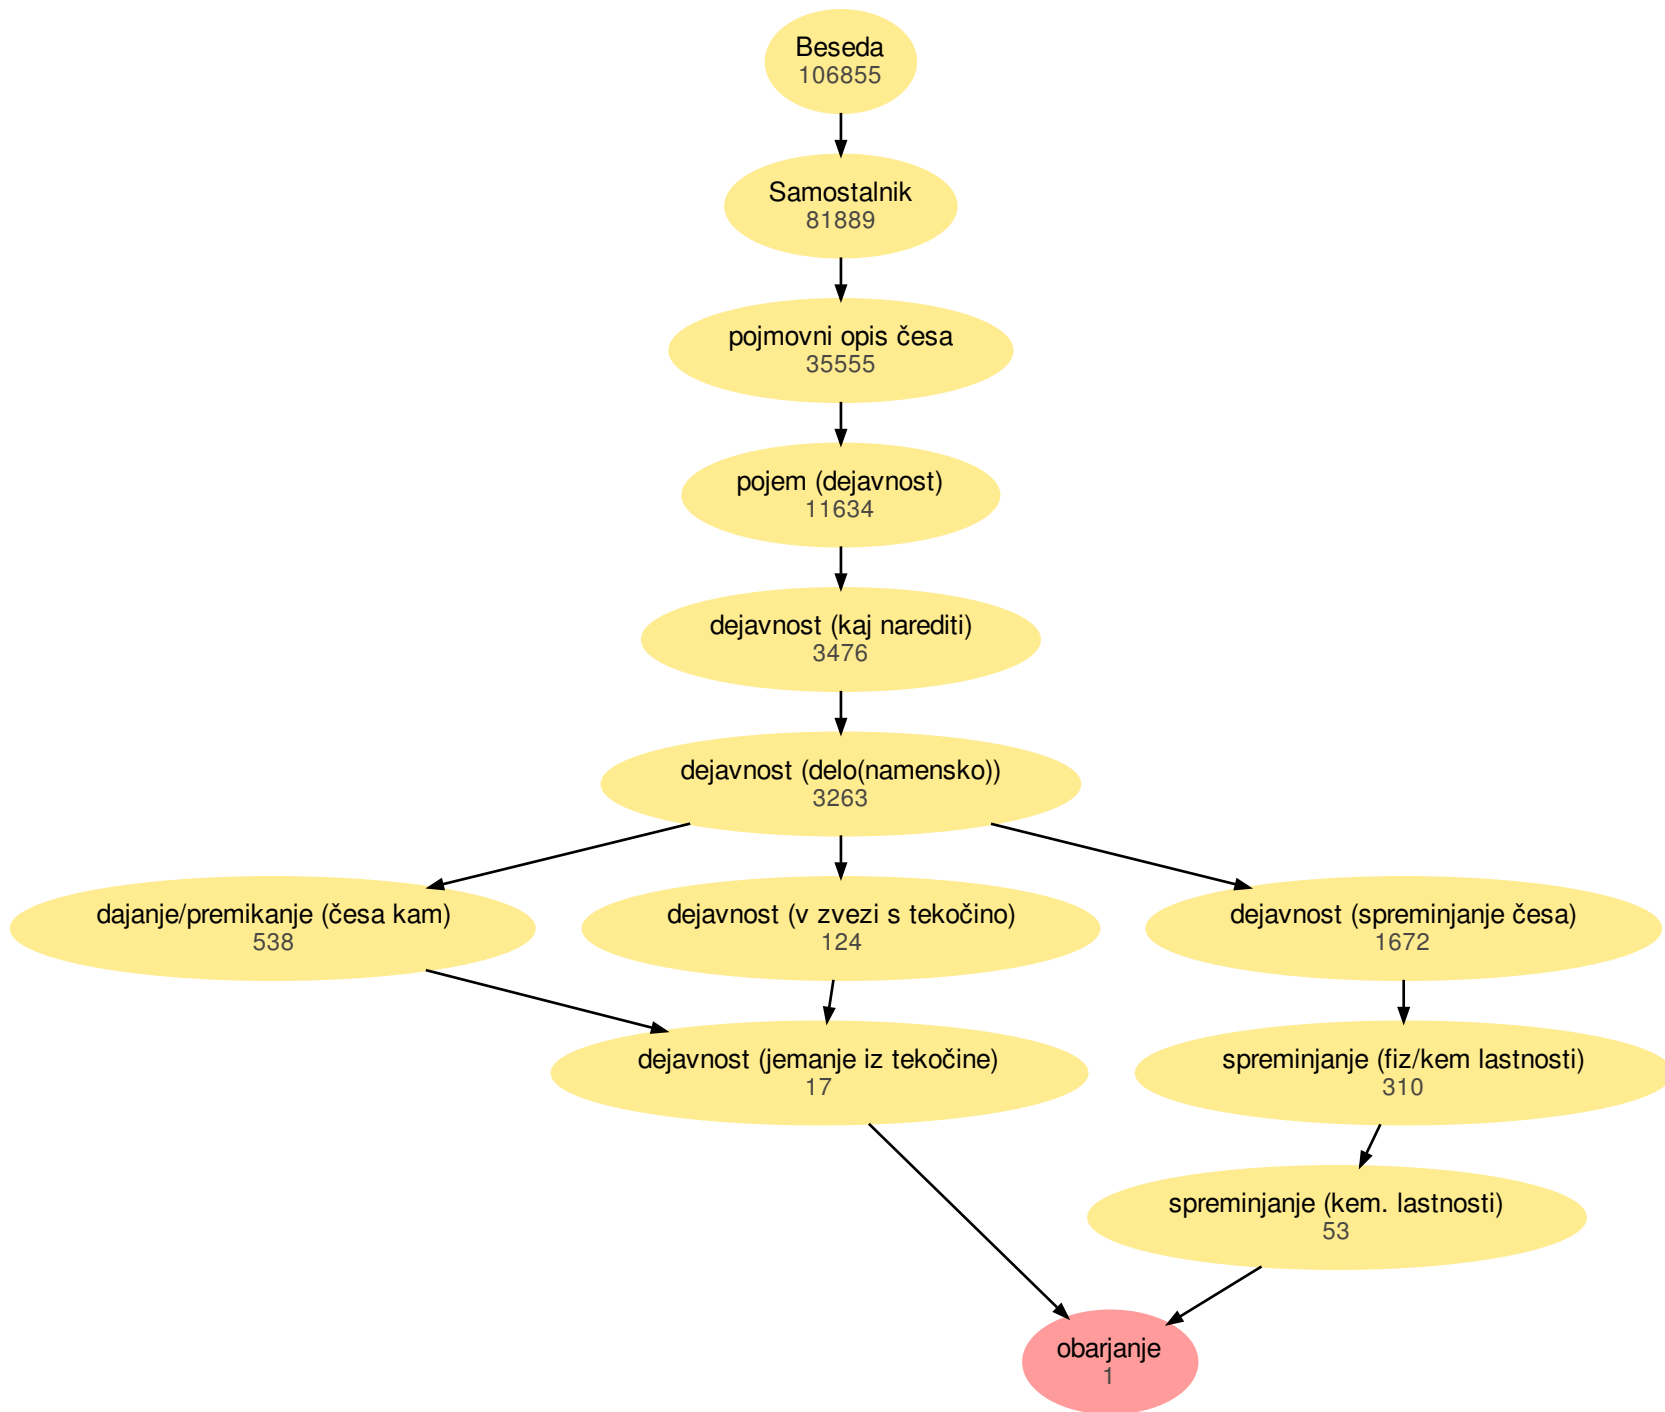 Beseda
106855
Samostalnik
81889
pojmovni opis česa
35555
pojem (dejavnost)
11634
dejavnost (kaj narediti)
3476
dejavnost (delo(namensko))
3263
dajanje/premikanje (česa kam)
538
dejavnost (v zvezi s tekočino)
124
dejavnost (spreminjanje česa)
1672
dejavnost (jemanje iz tekočine)
17
spreminjanje (fiz/kem lastnosti)
310
spreminjanje (kem. lastnosti)
53
obarjanje
1